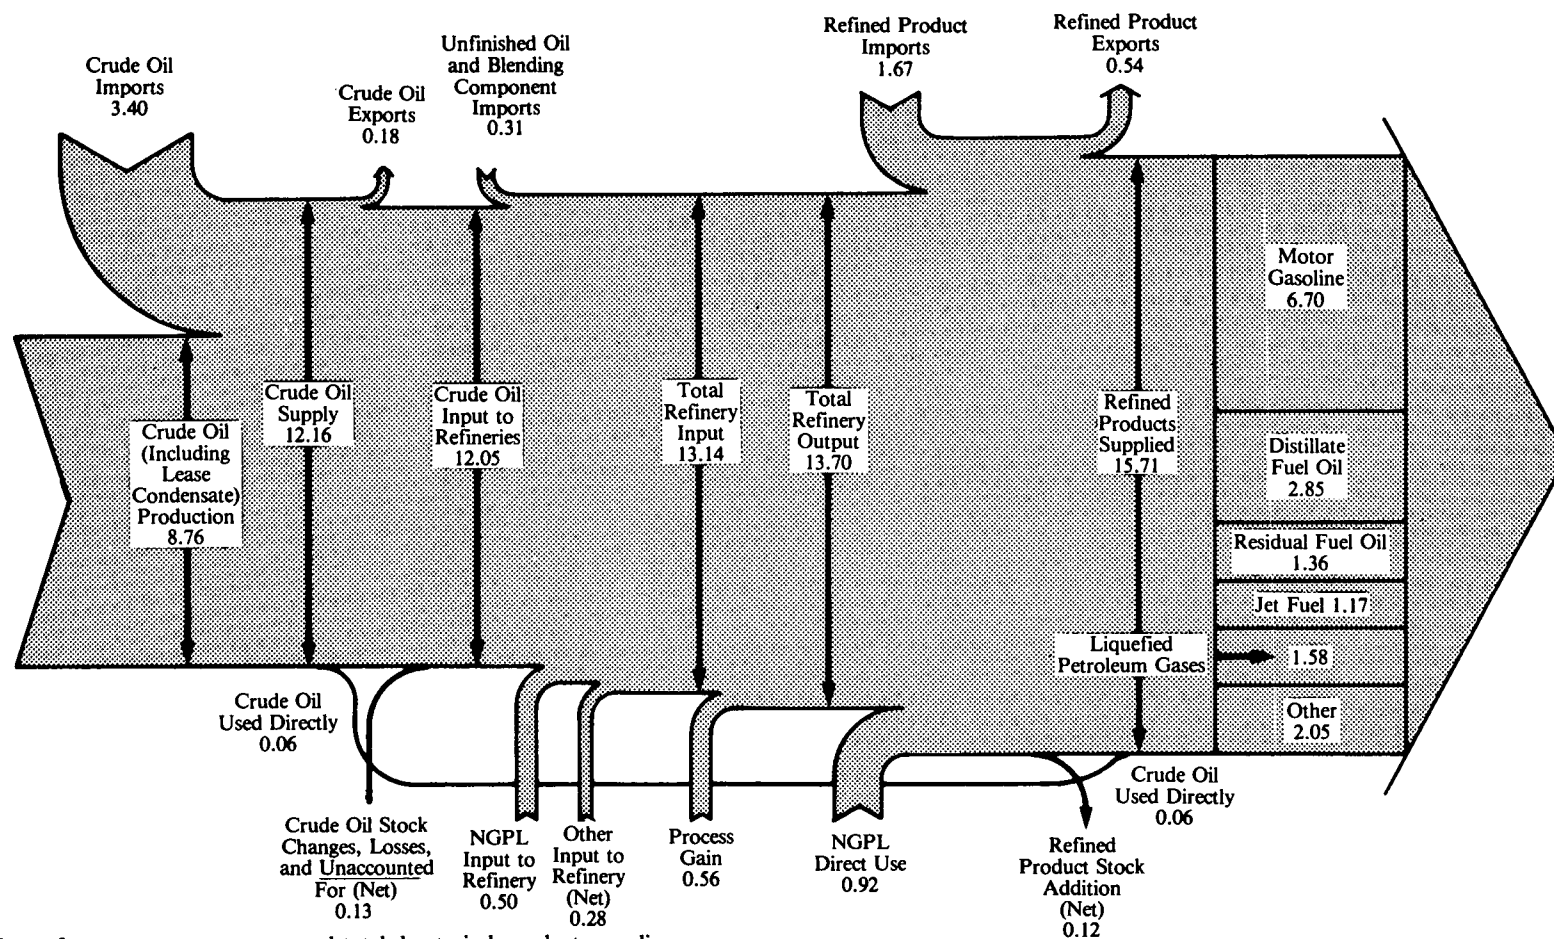 Crude Oil
Imports
3.40
Crude Oil
Exports
0.18
Unfinished Oil
and Blending
Component
Imports
0.31
Refined Product
Imports
1.67
Refined Product
Exports
0.54
Crude Oil
(Including
Lease
Condensate)
Production
8.76
Crude Oil
Supply
12.16
Crude Oil
Input to
Refineries
12.05
Total
Refinery
Input
13.14
Total
Refinery
Output
13.70
Refined
Products
Supplied
15.71
Motor
Gasoline
6.70
Distillate
Fuel Oil
2.85
Residual Fuel Oil
1.36
Jet Fuel 1.17
Liquefied
Petroleum Gases
1.58
Other
2.05
Crude Oil
Used Directly
0.06
Crude Oil Stock
Changes, Losses,
and Unaccounted
For (Net)
0.13
NGPL
Input to
Refinery
0.50
Other
Input to
Refinery
(Net)
0.28
Process
Gain
0.56
NGPL
Direct Use
0.92
Refined
Product Stock
Addition
(Net)
0.12
Crude Oil
Used Directly
0.06